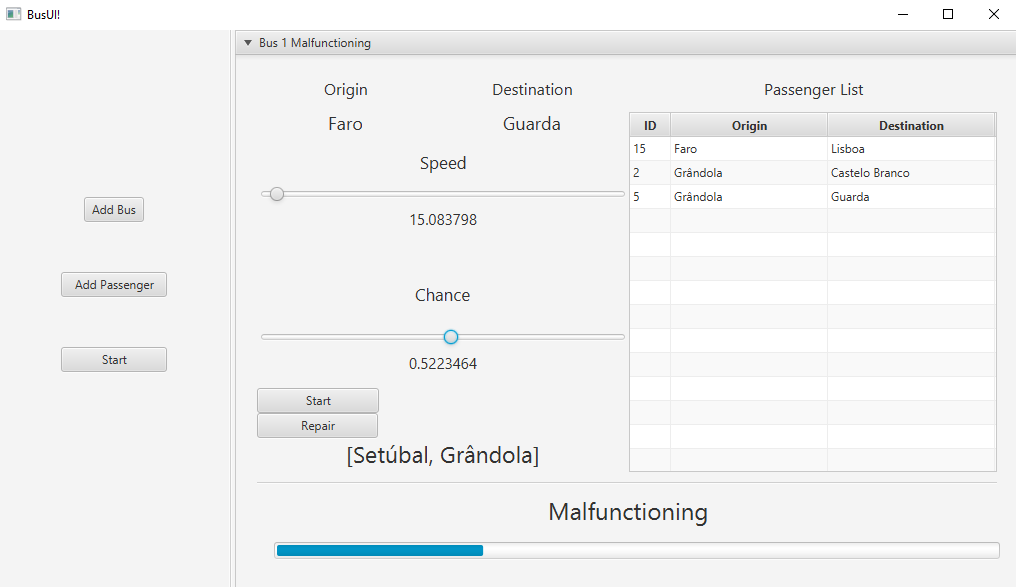 BusUI!
Add Bus
Add Passenger
Start
Bus 1 Malfunctioning
Origin
Destination
Faro
Guarda
Speed
15.083798
Chance
0.5223464
Start
Repair
[Setúbal, Grândola]
Passenger List
ID Origin Destination
15 Faro Lisboa
2 Grândola Castelo Branco
5 Grândola Guarda
Malfunctioning